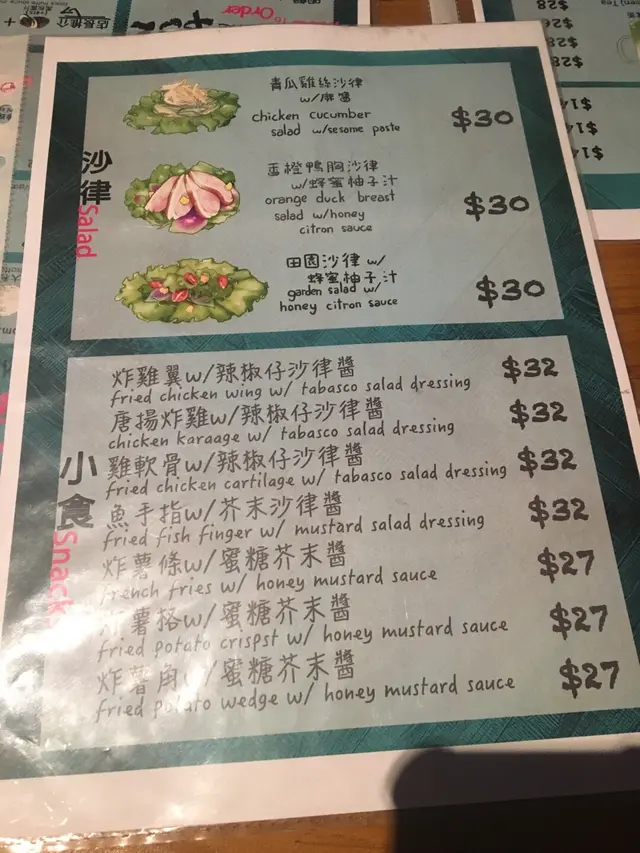 Order
$28
$26
$28
$14
$14
$14
沙律
Salad
青瓜雞絲沙律
w/麻醬
chicken cucumber
salad w/sesame paste
$30
香橙鴨胸沙律
w/蜂蜜柚子汁
orange duck breast
salad w/honey
citron sauce
$30
田園沙律 w/
蜂蜜柚子汁
garden salad w/
honey citron sauce
$30
小食
Snack
炸雞翼w/辣椒仔沙律醬
fried chicken wing w/ tabasco salad dressing
$32
唐揚炸雞w/辣椒仔沙律醬
chicken karaage w/ tabasco salad dressing
$32
雞軟骨w/辣椒仔沙律醬
fried chicken cartilage w/ tabasco salad dressing
$32
魚手指w/芥末沙律醬
fried fish finger w/ mustard salad dressing
$32
炸薯條w/蜜糖芥末醬
french fries w/ honey mustard sauce
$27
薯格w/蜜糖芥末醬
fried potato crispst w/ honey mustard sauce
$27
炸薯角w/蜜糖芥末醬
fried potato wedge w/ honey mustard sauce
$27